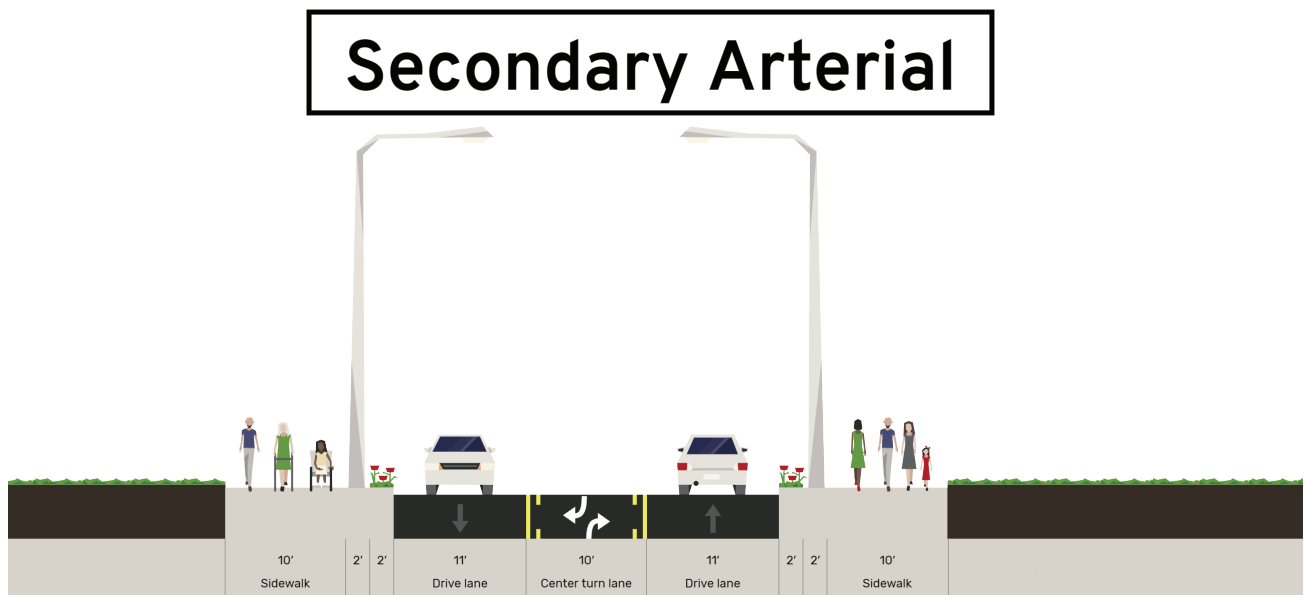 Secondary Arterial
10' 2' 2' 11' 10' 11' 2' 2' 10'
Sidewalk Drive lane Center turn lane Drive lane Sidewalk